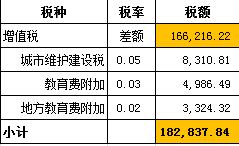 税种 税率 税额
增值税 差额 166,216.22
城市维护建设税 0.05 8,310.81
教育费附加 0.03 4,986.49
地方教育费附加 0.02 3,324.32
小计 182,837.84